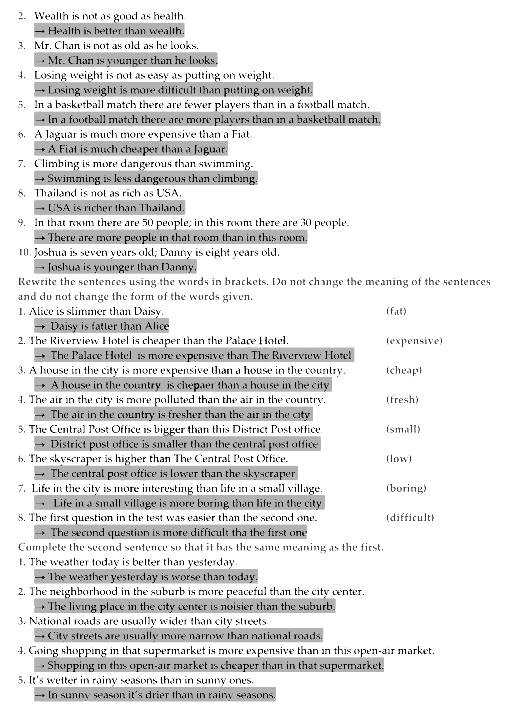 2. Wealth is not as good as health.
→ Health is better than wealth.
3. Mr. Chan is not as old as he looks.
→ Mr. Chan is younger than he looks.
4. Losing weight is not as easy as putting on weight.
→ Losing weight is more difficult than putting on weight.
5. In a basketball match there are fewer players than in a football match.
→ In a football match there are more players than in a basketball match.
6. A Jaguar is much more expensive than a Fiat.
→ A Fiat is much cheaper than a Jaguar.
7. Climbing is more dangerous than swimming.
→ Swimming is less dangerous than climbing.
8. Thailand is not as rich as USA.
→ USA is richer than Thailand.
9. In that room there are 50 people; in this room there are 30 people.
→ There are more people in that room than in this room.
10. Joshua is seven years old; Danny is eight years old.
→ Joshua is younger than Danny.
Rewrite the sentences using the words in brackets. Do not change the meaning of the sentences
and do not change the form of the words given.
1. Alice is slimmer than Daisy. (fat)
→ Daisy is fatter than Alice
2. The Riverview Hotel is cheaper than the Palace Hotel. (expensive)
→ The Palace Hotel is more expensive than The Riverview Hotel
3. A house in the city is more expensive than a house in the country. (cheap)
→ A house in the country is chepaer than a house in the city
4. The air in the city is more polluted than the air in the country. (fresh)
→ The air in the country is fresher than the air in the city
5. The Central Post Office is bigger than this District Post office. (small)
→ District post office is smaller than the central post office
6. The skyscraper is higher than The Central Post Office. (low)
→ The central post office is lower than the skyscraper
7. Life in the city is more interesting than life in a small village. (boring)
→ Life in a small village is more boring than life in the city
8. The first question in the test was easier than the second one. (difficult)
→ The second question is more difficult tha the first one
Complete the second sentence so that it has the same meaning as the first.
1. The weather today is better than yesterday.
→ The weather yesterday is worse than today.
2. The neighborhood in the suburb is more peaceful than the city center.
→ The living place in the city center is noisier than the suburb.
3. National roads are usually wider than city streets.
→ City streets are usually more narrow than national roads.
4. Going shopping in that supermarket is more expensive than in this open-air market.
→ Shopping in this open-air market is cheaper than in that supermarket.
5. It's wetter in rainy seasons than in sunny ones.
→ In sunny season it's drier than in rainy seasons.